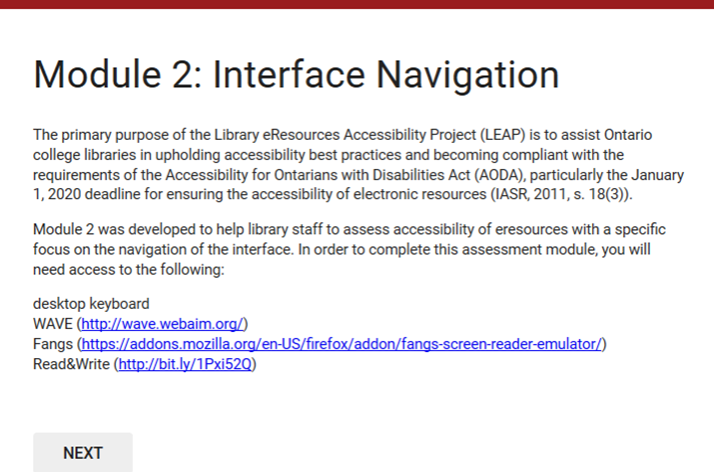 Module 2: Interface Navigation
The primary purpose of the Library eResources Accessibility Project (LEAP) is to assist Ontario
college libraries in upholding accessibility best practices and becoming compliant with the
requirements of the Accessibility for Ontarians with Disabilities Act (AODA), particularly the January
1, 2020 deadline for ensuring the accessibility of electronic resources (IASR, 2011, s. 18(3)).
Module 2 was developed to help library staff to assess accessibility of eresources with a specific
focus on the navigation of the interface. In order to complete this assessment module, you will
need access to the following:
desktop keyboard
WAVE (http://wave.webaim.org/)
Fangs (https://addons.mozilla.org/en-US/firefox/addon/fangs-screen-reader-emulator/)
Read&Write (http://bit.ly/1Pxi52Q)
NEXT